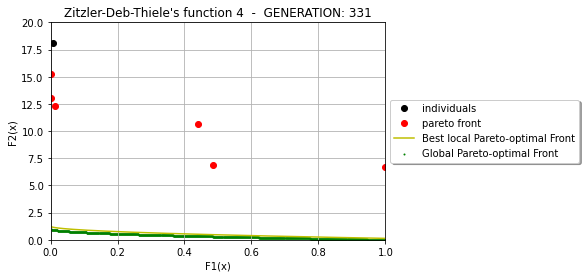 Zitzler-Deb-Thiele's function 4  -  GENERATION: 331
20.0
17.5
15.0
12.5
10.0
7.5
5.0
2.5
0.0
F2(x)
0.0 0.2 0.4 0.6 0.8 1.0
F1(x)
individuals
pareto front
Best local Pareto-optimal Front
Global Pareto-optimal Front